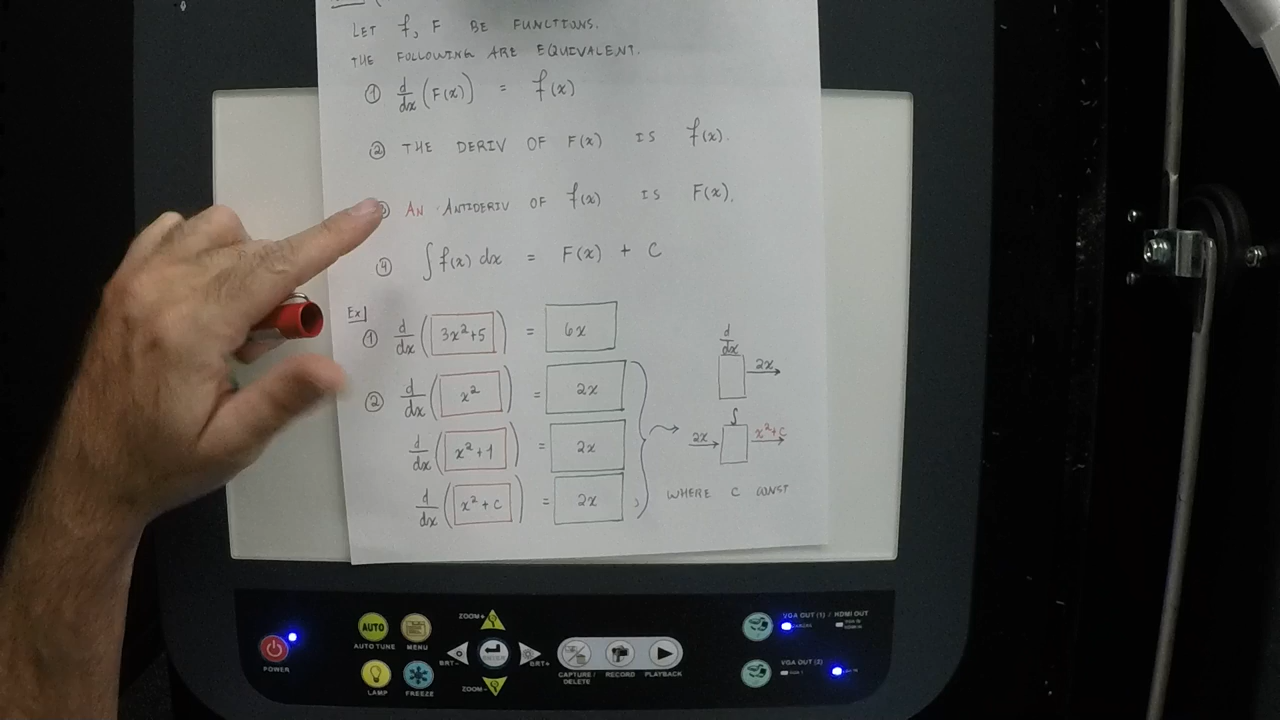 LET f, F BE FUNCTIONS.
THE FOLLOWING ARE EQUIVALENT.
① d/dx (F(x)) = f(x)
② THE DERIV OF F(x) IS f(x).
AN ANTIDERIV OF f(x) IS F(x).
④ ∫ f(x) dx = F(x) + C
Ex
① d/dx (3x²+5) = 6x
② d/dx (x²) = 2x
d/dx (x²+1) = 2x
d/dx (x²+C) = 2x,
d/dx
2x
∫
2x x²+C
WHERE C CONST
POWER
AUTO
AUTO TUNE
MENU
LAMP
FREEZE
ZOOM+
BRT-
BRT+
ZOOM-
CAPTURE / DELETE
RECORD
PLAYBACK
VGA OUT (1) / HDMI OUT
VGA OUT (2)